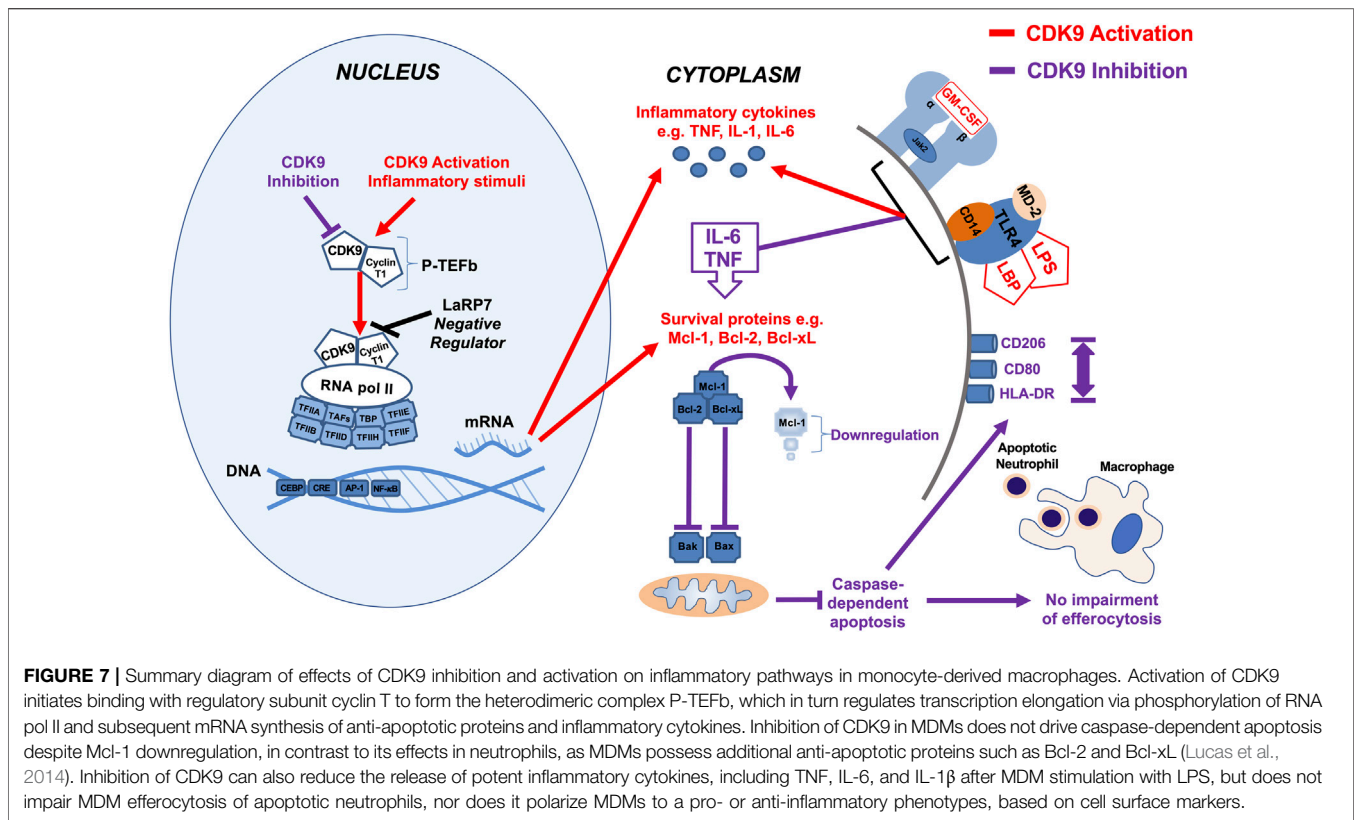 NUCLEUS
CYTOPLASM
CDK9 Activation
CDK9 Inhibition
CDK9
Inhibition
CDK9 Activation
Inflammatory stimuli
CDK9
Cyclin
T1
P-TEFb
LaRP7
Negative
Regulator
CDK9
Cyclin
T1
RNA pol II
TFIIA
TAFs
TBP
TFIIE
TFIIB
TFIID
TFIIH
TFIIF
mRNA
DNA
CEBP
CRE
AP-1
NF-κB
Inflammatory cytokines
e.g. TNF, IL-1, IL-6
IL-6
TNF
Survival proteins e.g.
Mcl-1, Bcl-2, Bcl-xL
Mcl-1
Bcl-2
Bcl-xL
Mcl-1
Downregulation
Bak
Bax
Caspase-
dependent
apoptosis
α
GM-CSF
β
Jak2
MD-2
CD14
TLR4
LBP
LPS
CD206
CD80
HLA-DR
Apoptotic
Neutrophil
Macrophage
No impairment
of efferocytosis
FIGURE 7 | Summary diagram of effects of CDK9 inhibition and activation on inflammatory pathways in monocyte-derived macrophages. Activation of CDK9
initiates binding with regulatory subunit cyclin T to form the heterodimeric complex P-TEFb, which in turn regulates transcription elongation via phosphorylation of RNA
pol II and subsequent mRNA synthesis of anti-apoptotic proteins and inflammatory cytokines. Inhibition of CDK9 in MDMs does not drive caspase-dependent apoptosis
despite Mcl-1 downregulation, in contrast to its effects in neutrophils, as MDMs possess additional anti-apoptotic proteins such as Bcl-2 and Bcl-xL (Lucas et al.,
2014). Inhibition of CDK9 can also reduce the release of potent inflammatory cytokines, including TNF, IL-6, and IL-1β after MDM stimulation with LPS, but does not
impair MDM efferocytosis of apoptotic neutrophils, nor does it polarize MDMs to a pro- or anti-inflammatory phenotypes, based on cell surface markers.